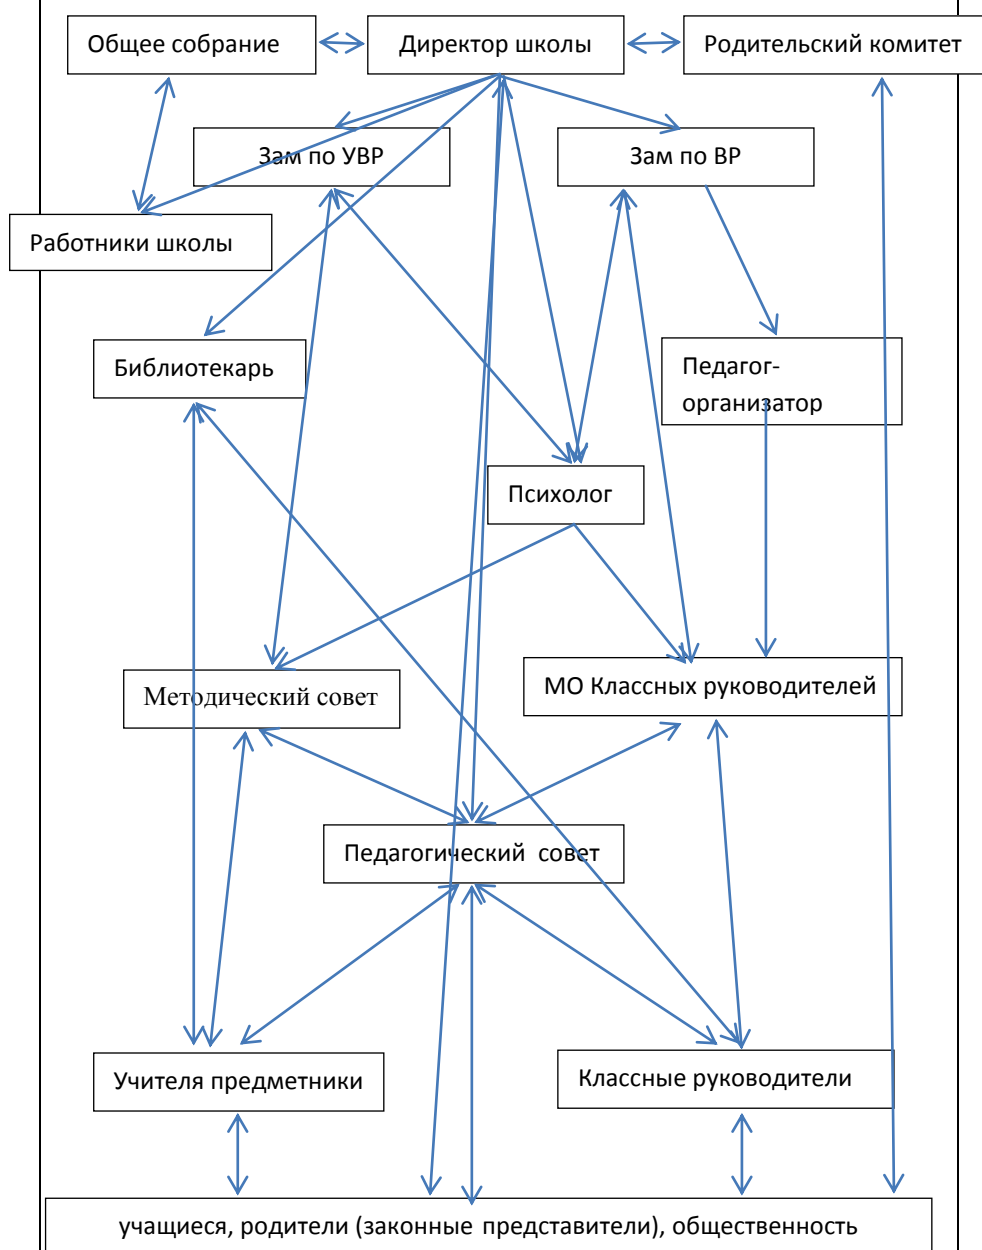 Общее собрание
Директор школы
Родительский комитет
Зам по УВР
Зам по ВР
Работники школы
Библиотекарь
Педагог-
организатор
Психолог
Методический совет
МО Классных руководителей
Педагогический совет
Учителя предметники
Классные руководители
учащиеся, родители (законные представители), общественность